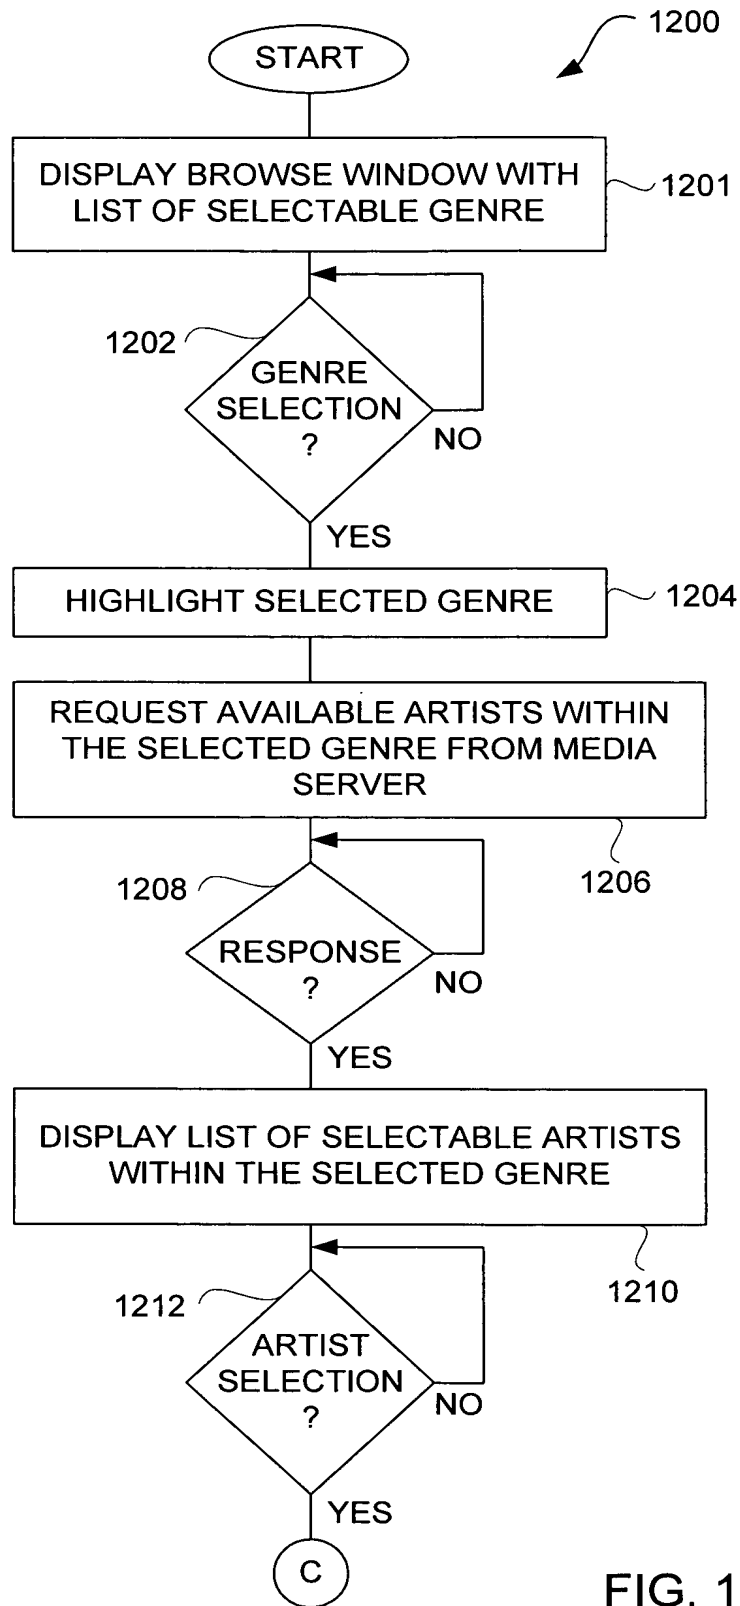 1200
START
DISPLAY BROWSE WINDOW WITH
LIST OF SELECTABLE GENRE
1201
1202
GENRE
SELECTION
?
NO
YES
HIGHLIGHT SELECTED GENRE
1204
REQUEST AVAILABLE ARTISTS WITHIN
THE SELECTED GENRE FROM MEDIA
SERVER
1206
1208
RESPONSE
?
NO
YES
DISPLAY LIST OF SELECTABLE ARTISTS
WITHIN THE SELECTED GENRE
1210
1212
ARTIST
SELECTION
?
NO
YES
C
FIG. 1